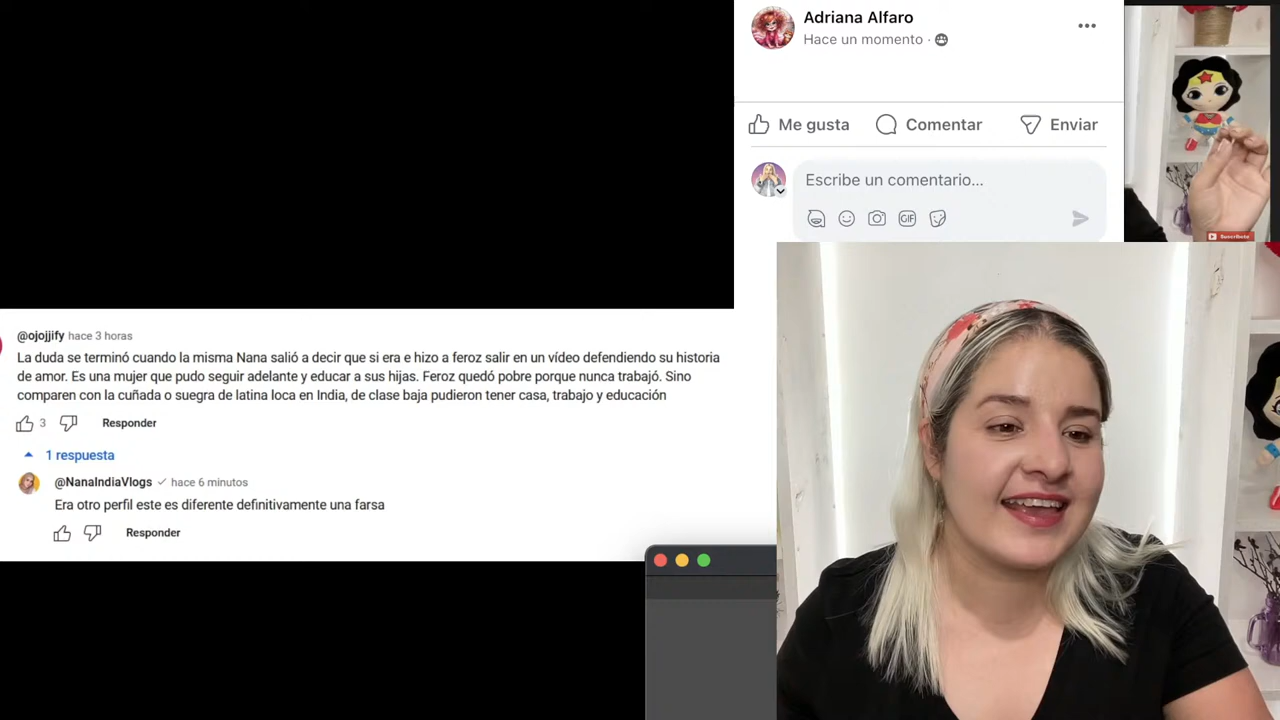 Adriana Alfaro
Hace un momento ·
Me gusta Comentar Enviar
Escribe un comentario...
GIF
Suscríbete
@ojojjify hace 3 horas
La duda se terminó cuando la misma Nana salió a decir que si era e hizo a feroz salir en un vídeo defendiendo su historia
de amor. Es una mujer que pudo seguir adelante y educar a sus hijas. Feroz quedó pobre porque nunca trabajó. Sino
comparen con la cuñada o suegra de latina loca en India, de clase baja pudieron tener casa, trabajo y educación
3 Responder
1 respuesta
@NanaIndiaVlogs hace 6 minutos
Era otro perfil este es diferente definitivamente una farsa
Responder